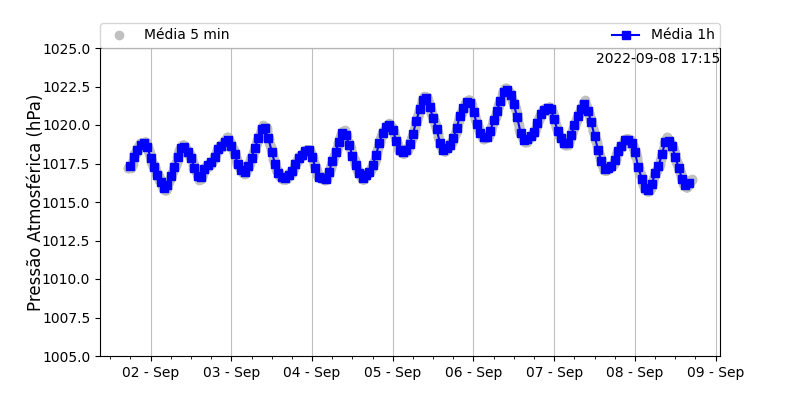 Média 5 min
Média 1h
2022-09-08 17:15
Pressão Atmosférica (hPa)
1025.0
1022.5
1020.0
1017.5
1015.0
1012.5
1010.0
1007.5
1005.0
02 - Sep
03 - Sep
04 - Sep
05 - Sep
06 - Sep
07 - Sep
08 - Sep
09 - Sep